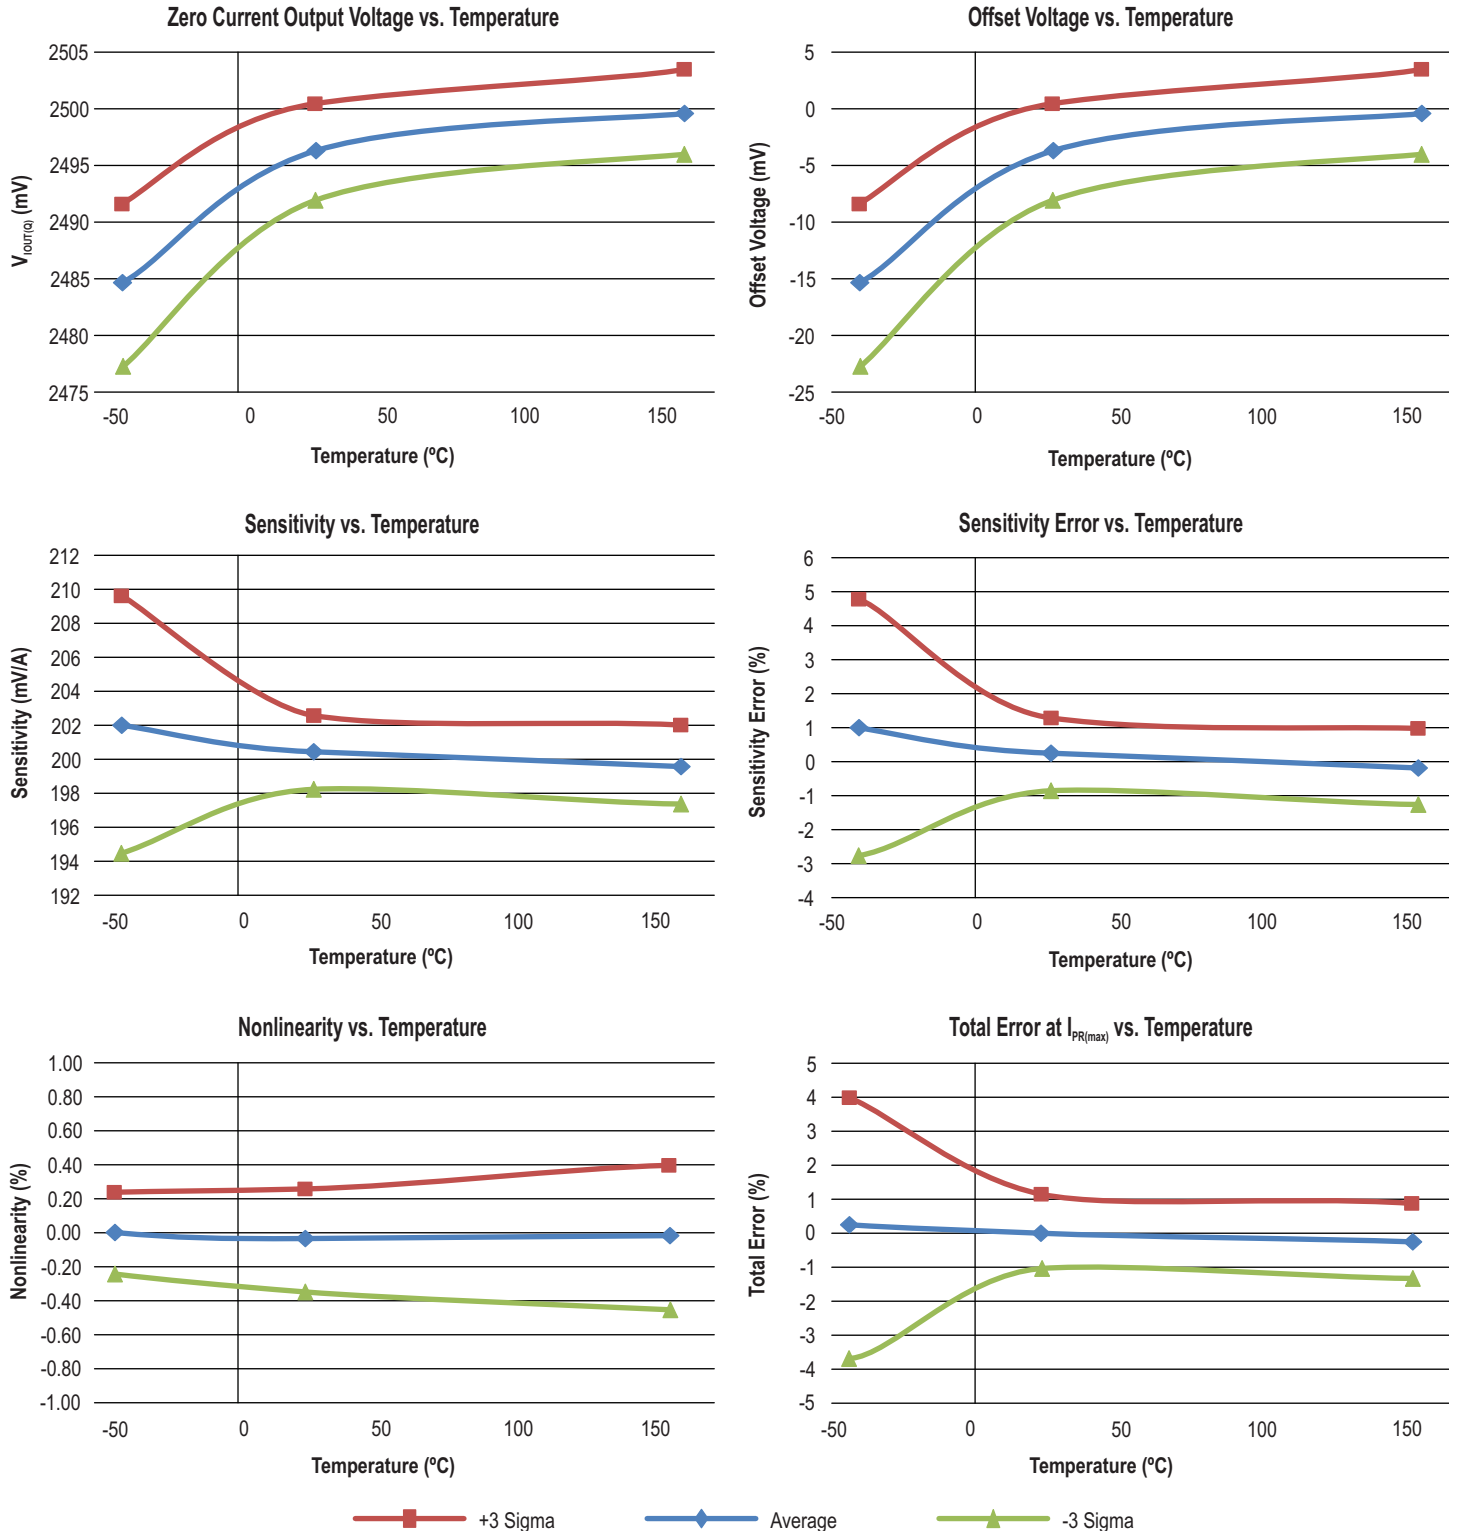 Zero Current Output Voltage vs. Temperature
2505
2500
2495
2490
2485
2480
2475
VIOUT(Q) (mV)
-50 0 50 100 150
Temperature (ºC)
Offset Voltage vs. Temperature
5
0
-5
-10
-15
-20
-25
Offset Voltage (mV)
-50 0 50 100 150
Temperature (ºC)
Sensitivity vs. Temperature
212
210
208
206
204
202
200
198
196
194
192
Sensitivity (mV/A)
-50 0 50 100 150
Temperature (ºC)
Sensitivity Error vs. Temperature
6
5
4
3
2
1
0
-1
-2
-3
-4
Sensitivity Error (%)
-50 0 50 100 150
Temperature (ºC)
Nonlinearity vs. Temperature
1.00
0.80
0.60
0.40
0.20
0.00
-0.20
-0.40
-0.60
-0.80
-1.00
Nonlinearity (%)
-50 0 50 100 150
Temperature (ºC)
Total Error at IPR(max) vs. Temperature
5
4
3
2
1
0
-1
-2
-3
-4
-5
Total Error (%)
-50 0 50 100 150
Temperature (ºC)
+3 Sigma Average -3 Sigma